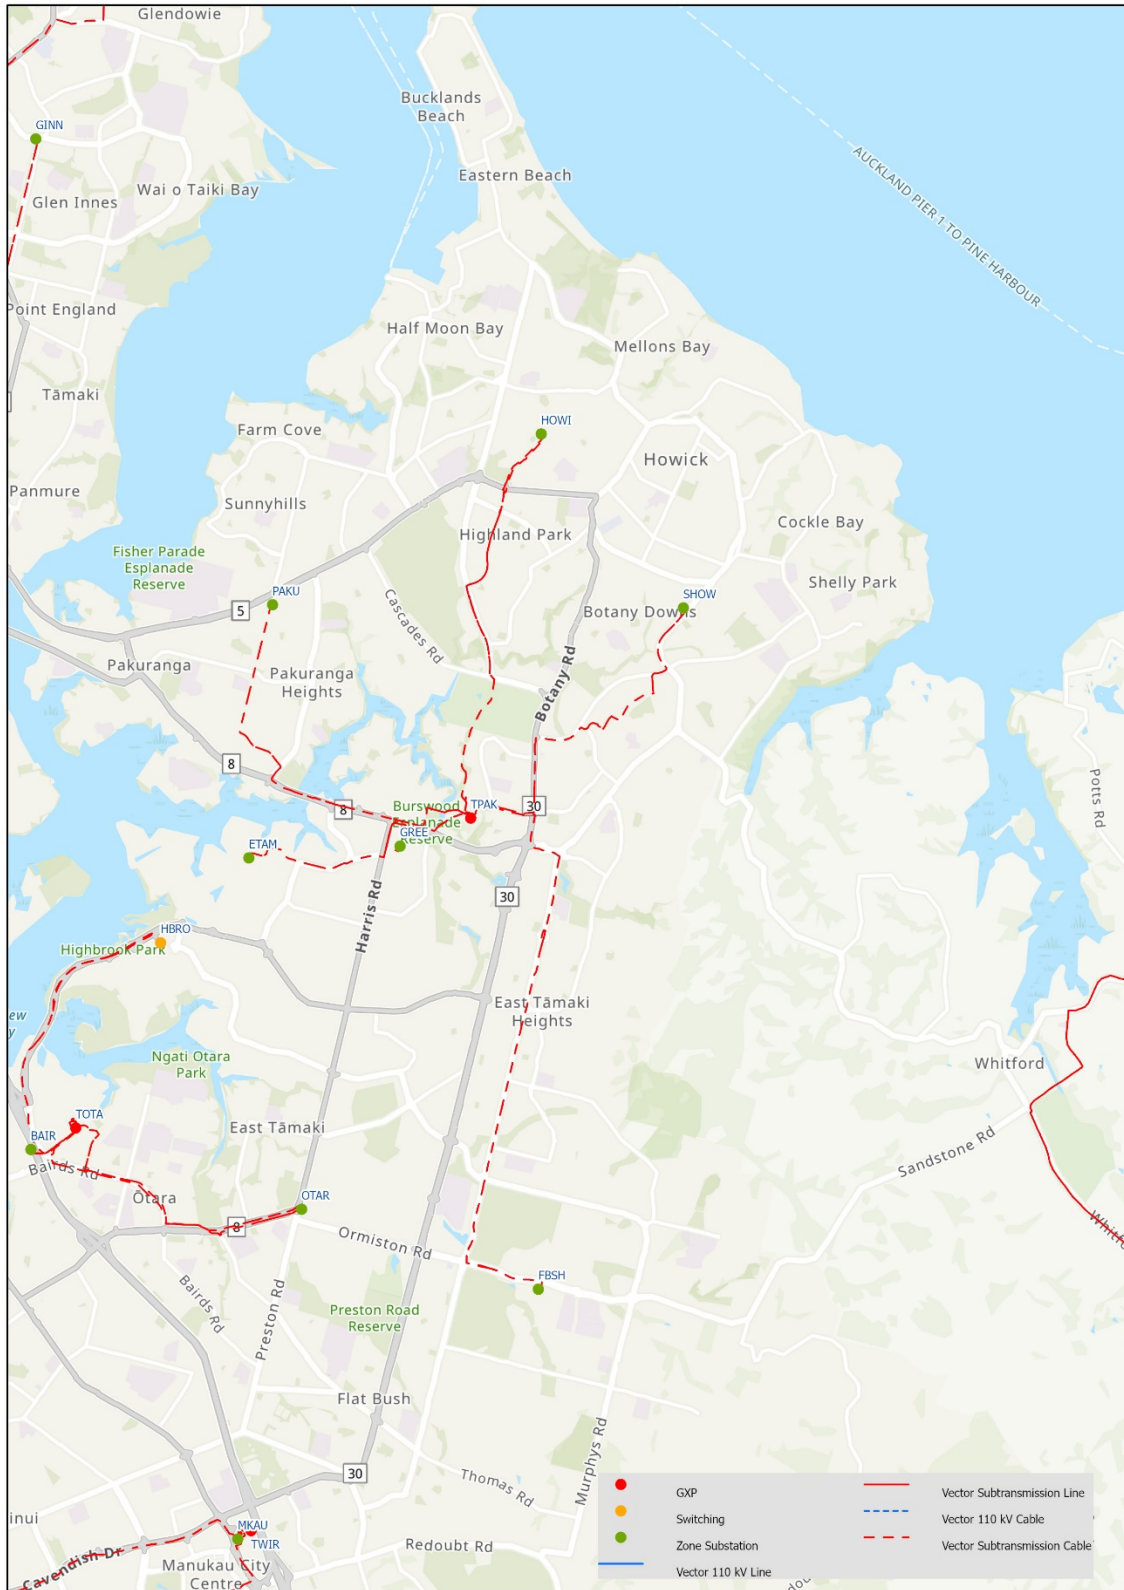 Glendowie
Bucklands
Beach
GINN
AUCKLAND PIER 1 TO PINE HARBOUR
Eastern Beach
Wai o Taiki Bay
Glen Innes
Point England
Half Moon Bay
Mellons Bay
Tāmaki
HOWI
Farm Cove
Howick
Panmure
Sunnyhills
Cockle Bay
Highland Park
Fisher Parade
Esplanade
Reserve
Shelly Park
PAKU
SHOW
5
Cascades Rd
Botany Downs
Pakuranga
Pakuranga
Heights
Botany Rd
8
Potts Rd
8
Burswood
Esplanade
Reserve
TPAK
30
GREE
ETAM
Harris Rd
30
HBRO
Highbrook Park
East Tāmaki
Heights
Ngati Otara
Park
Whitford
TOTA
East Tāmaki
BAIR
Bairds Rd
Sandstone Rd
Ōtara
OTAR
8
Ormiston Rd
Whitfo
FBSH
Bairds Rd
Preston Rd
Preston Road
Reserve
Flat Bush
Murphys Rd
30
Thomas Rd
inui
MKAU
TWIR
Redoubt Rd
Cavendish Dr
Manukau City
Centre
GXP
Switching
Zone Substation
Vector 110 kV Line
Vector Subtransmission Line
Vector 110 kV Cable
Vector Subtransmission Cable